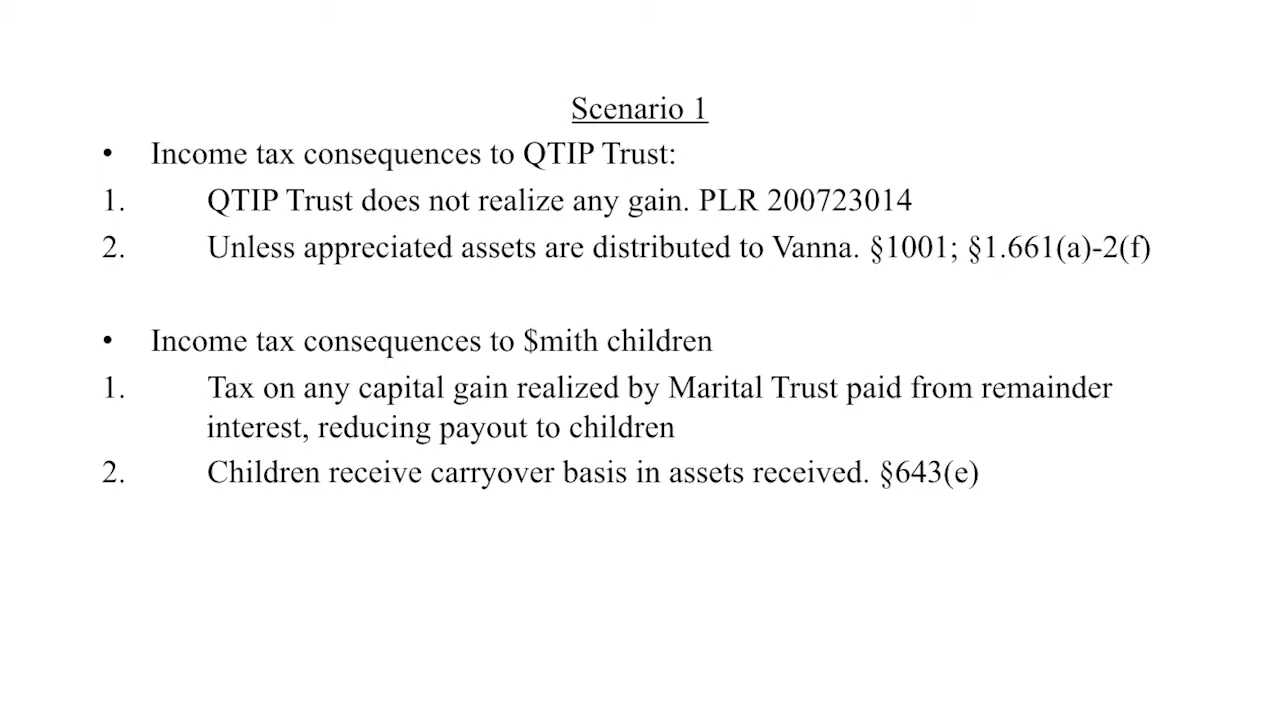 Scenario 1
• Income tax consequences to QTIP Trust:
1. QTIP Trust does not realize any gain. PLR 200723014
2. Unless appreciated assets are distributed to Vanna. §1001; §1.661(a)-2(f)
• Income tax consequences to $mith children
1. Tax on any capital gain realized by Marital Trust paid from remainder
interest, reducing payout to children
2. Children receive carryover basis in assets received. §643(e)